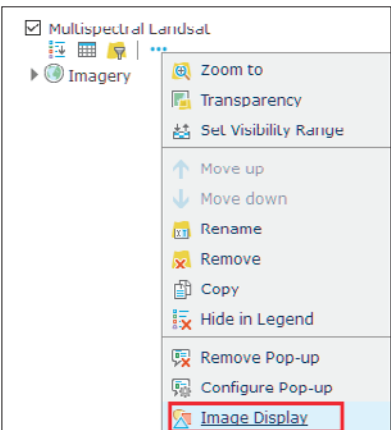 Multispectral Landsat
Imagery
Zoom to
Transparency
Set Visibility Range
Move up
Move down
Rename
Remove
Copy
Hide in Legend
Remove Pop-up
Configure Pop-up
Image Display